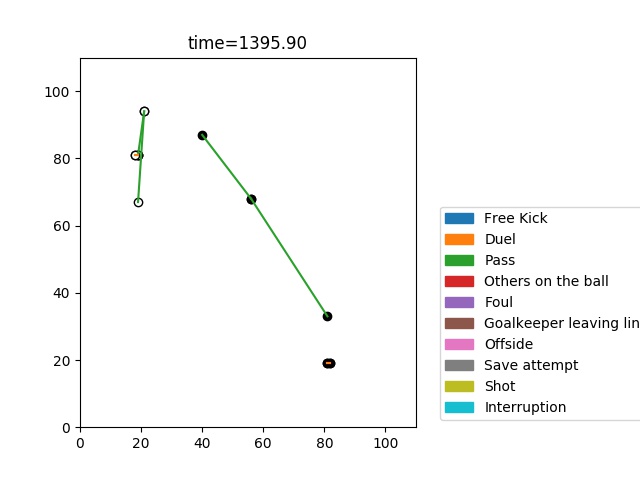 time=1395.90
100
80
60
40
20
0
0 20 40 60 80 100
Free Kick
Duel
Pass
Others on the ball
Foul
Goalkeeper leaving lin
Offside
Save attempt
Shot
Interruption